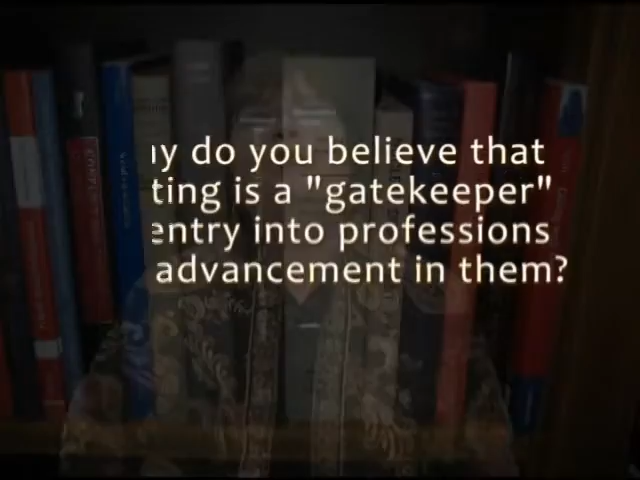 y do you believe that
ting is a "gatekeeper"
entry into professions
advancement in them?